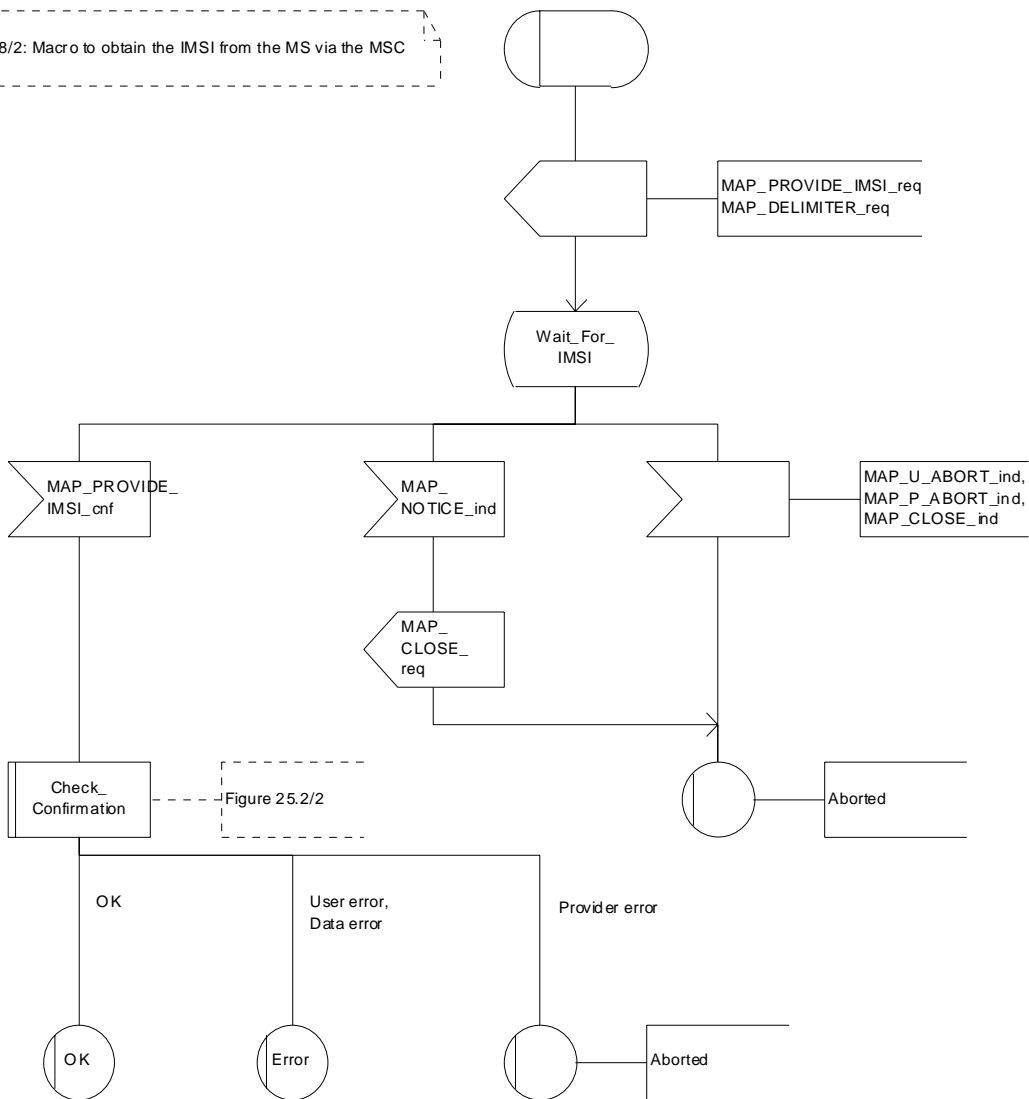 8/2: Macro to obtain the IMSI from the MS via the MSC
MAP_PROVIDE_IMSI_req
MAP_DELIMITER_req
Wait_For_
IMSI
MAP_PROVIDE_
IMSI_cnf
MAP_
NOTICE_ind
MAP_U_ABORT_ind,
MAP_P_ABORT_ind,
MAP_CLOSE_ind
MAP_
CLOSE_
req
Check_
Confirmation
Figure 25.2/2
Aborted
OK
User error,
Data error
Provider error
OK
Error
Aborted